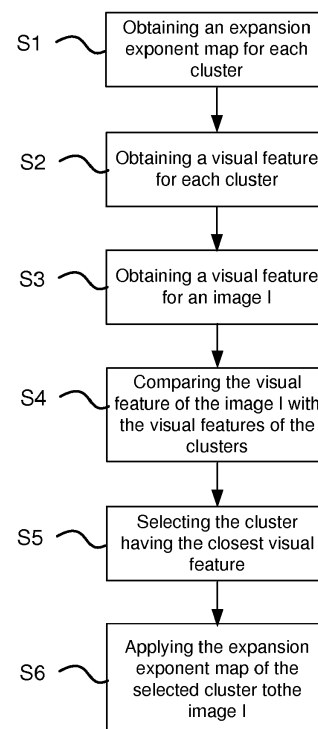 S1
Obtaining an expansion
exponent map for each
cluster
S2
Obtaining a visual feature
for each cluster
S3
Obtaining a visual feature
for an image I
S4
Comparing the visual
feature of the image I with
the visual features of the
clusters
S5
Selecting the cluster
having the closest visual
feature
S6
Applying the expansion
exponent map of the
selected cluster tothe
image I